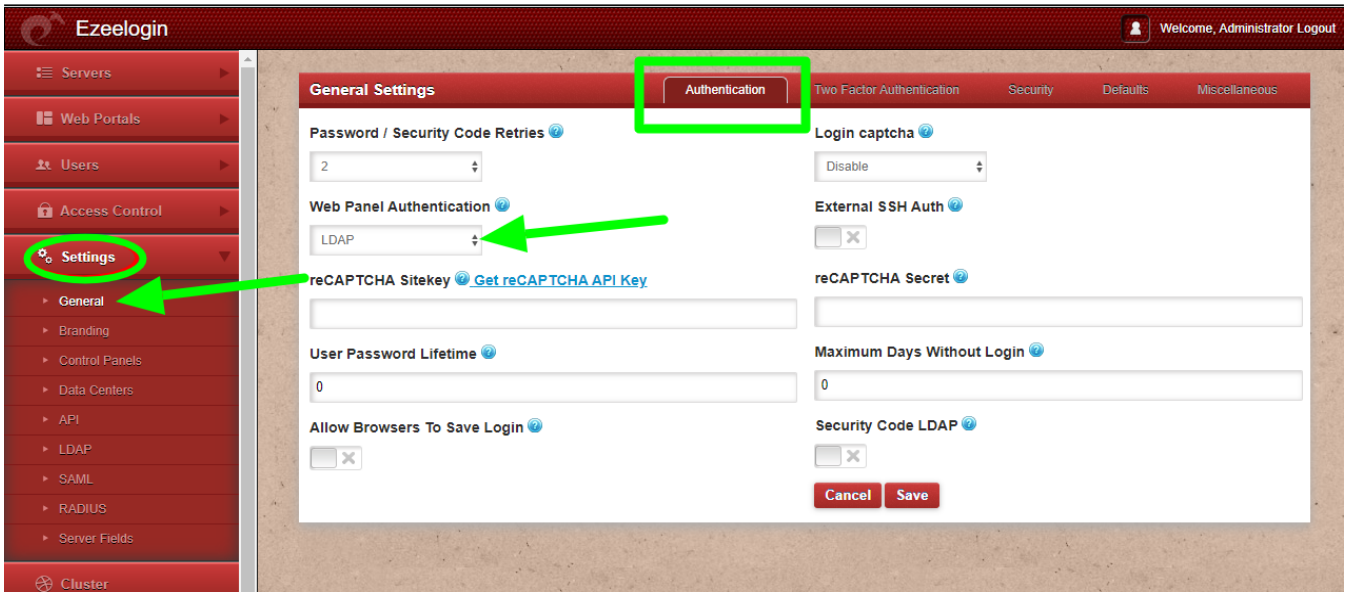 Ezeelogin
Welcome, Administrator Logout
Servers
Web Portals
Users
Access Control
Settings
General
Branding
Control Panels
Data Centers
API
LDAP
SAML
RADIUS
Server Fields
Cluster
General Settings
Authentication
Two Factor Authentication
Security
Defaults
Miscellaneous
Password / Security Code Retries
2
Login captcha
Disable
Web Panel Authentication
LDAP
External SSH Auth
reCAPTCHA Sitekey Get reCAPTCHA API Key
reCAPTCHA Secret
User Password Lifetime
0
Maximum Days Without Login
0
Allow Browsers To Save Login
Security Code LDAP
Cancel Save